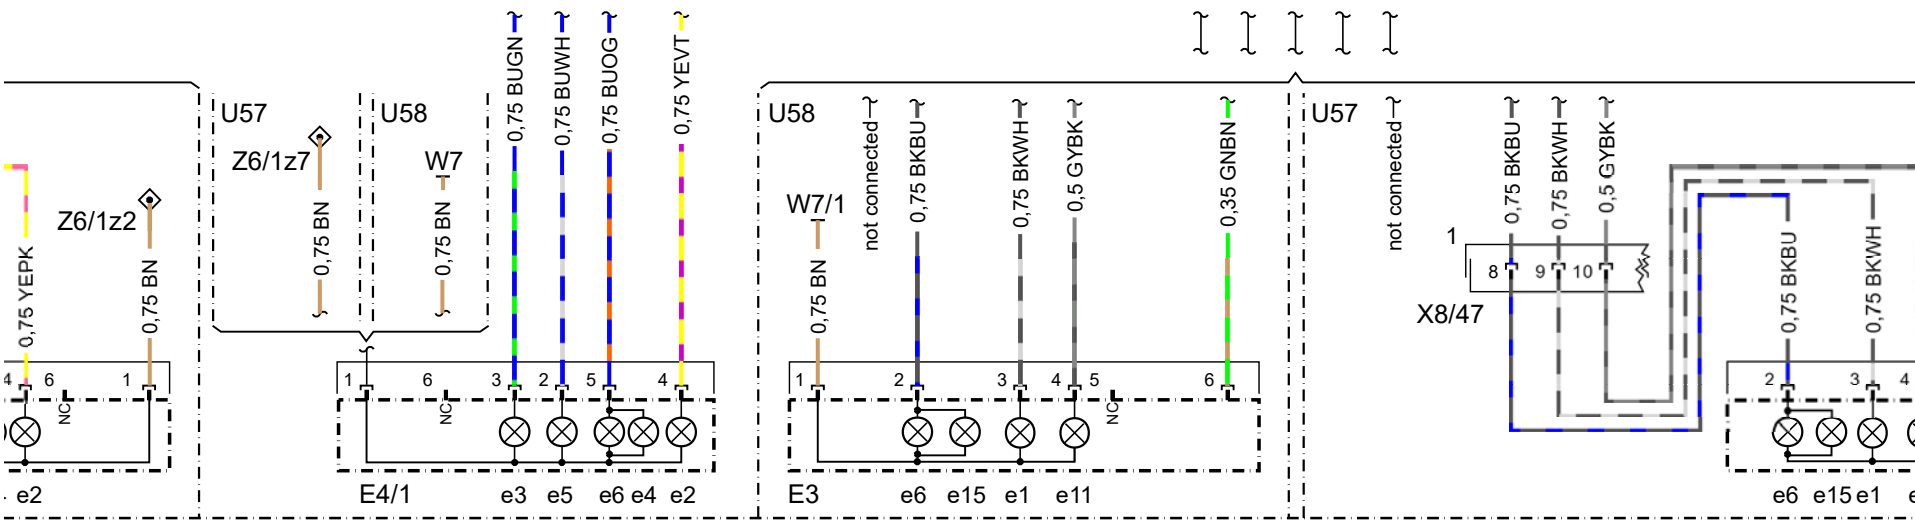 0,75 YEPK
4
6
NC
1
Z6/1z2
0,75 BN
e2
U57
Z6/1z7
0,75 BN
U58
W7
0,75 BN
0,75 BUGN
0,75 BUWH
0,75 BUOG
0,75 YEVT
1
6
NC
3
2
5
4
E4/1
e3
e5
e6
e4
e2
U58
W7/1
0,75 BN
not connected
0,75 BKBU
0,75 BKWH
0,5 GYBK
0,35 GNBN
1
2
3
4
5
NC
6
E3
e6
e15
e1
e11
U57
not connected
0,75 BKBU
0,75 BKWH
0,5 GYBK
1
8
9
10
X8/47
0,75 BKBU
0,75 BKWH
2
3
4
e6
e15
e1